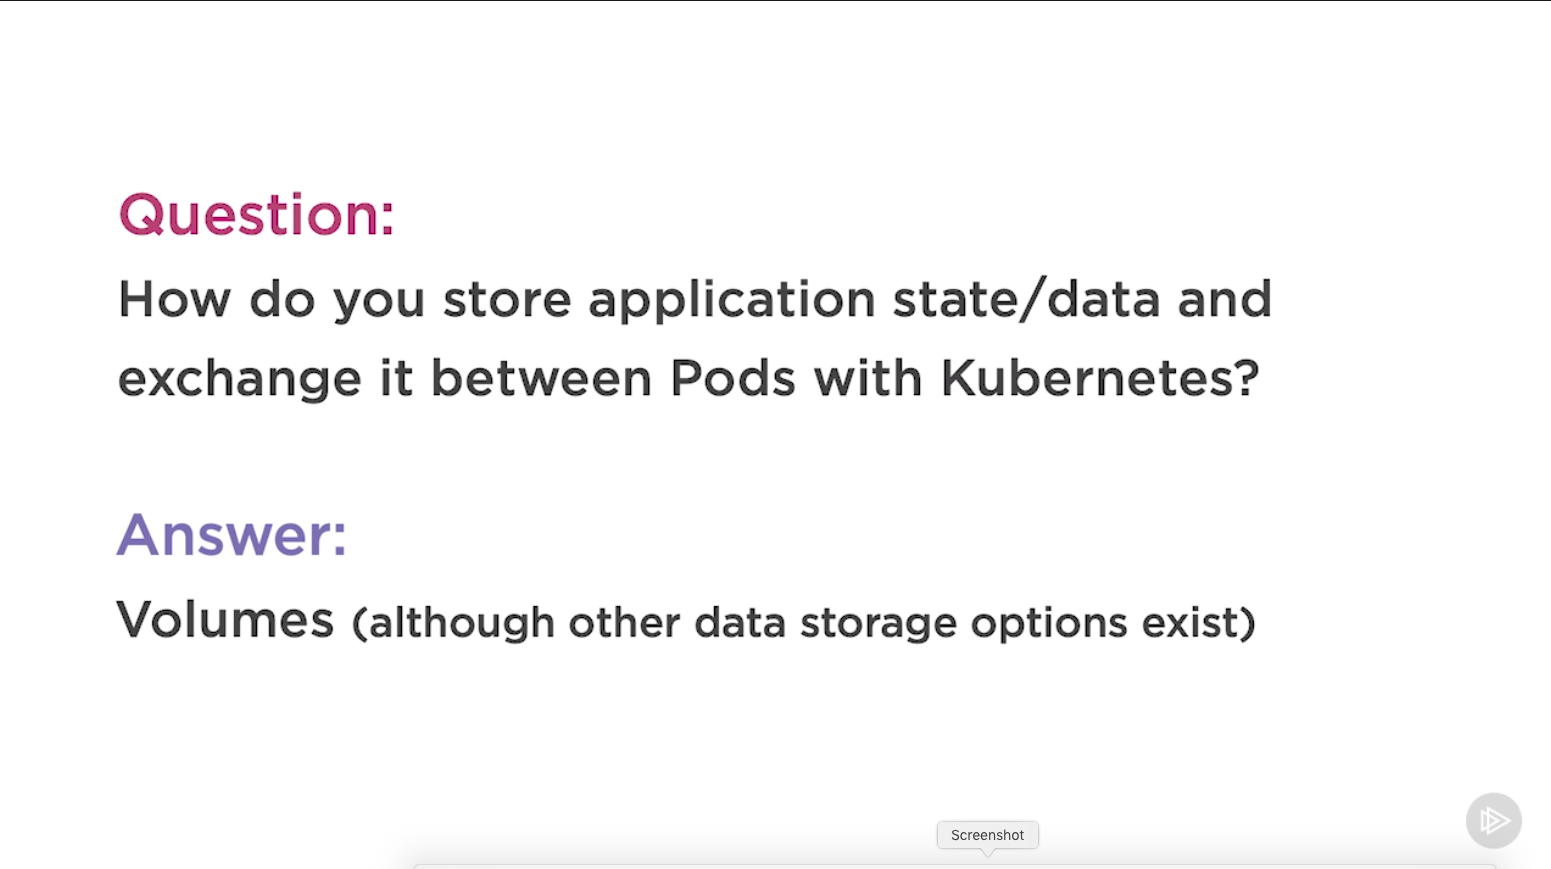 Question:
How do you store application state/data and
exchange it between Pods with Kubernetes?
Answer:
Volumes (although other data storage options exist)
Screenshot